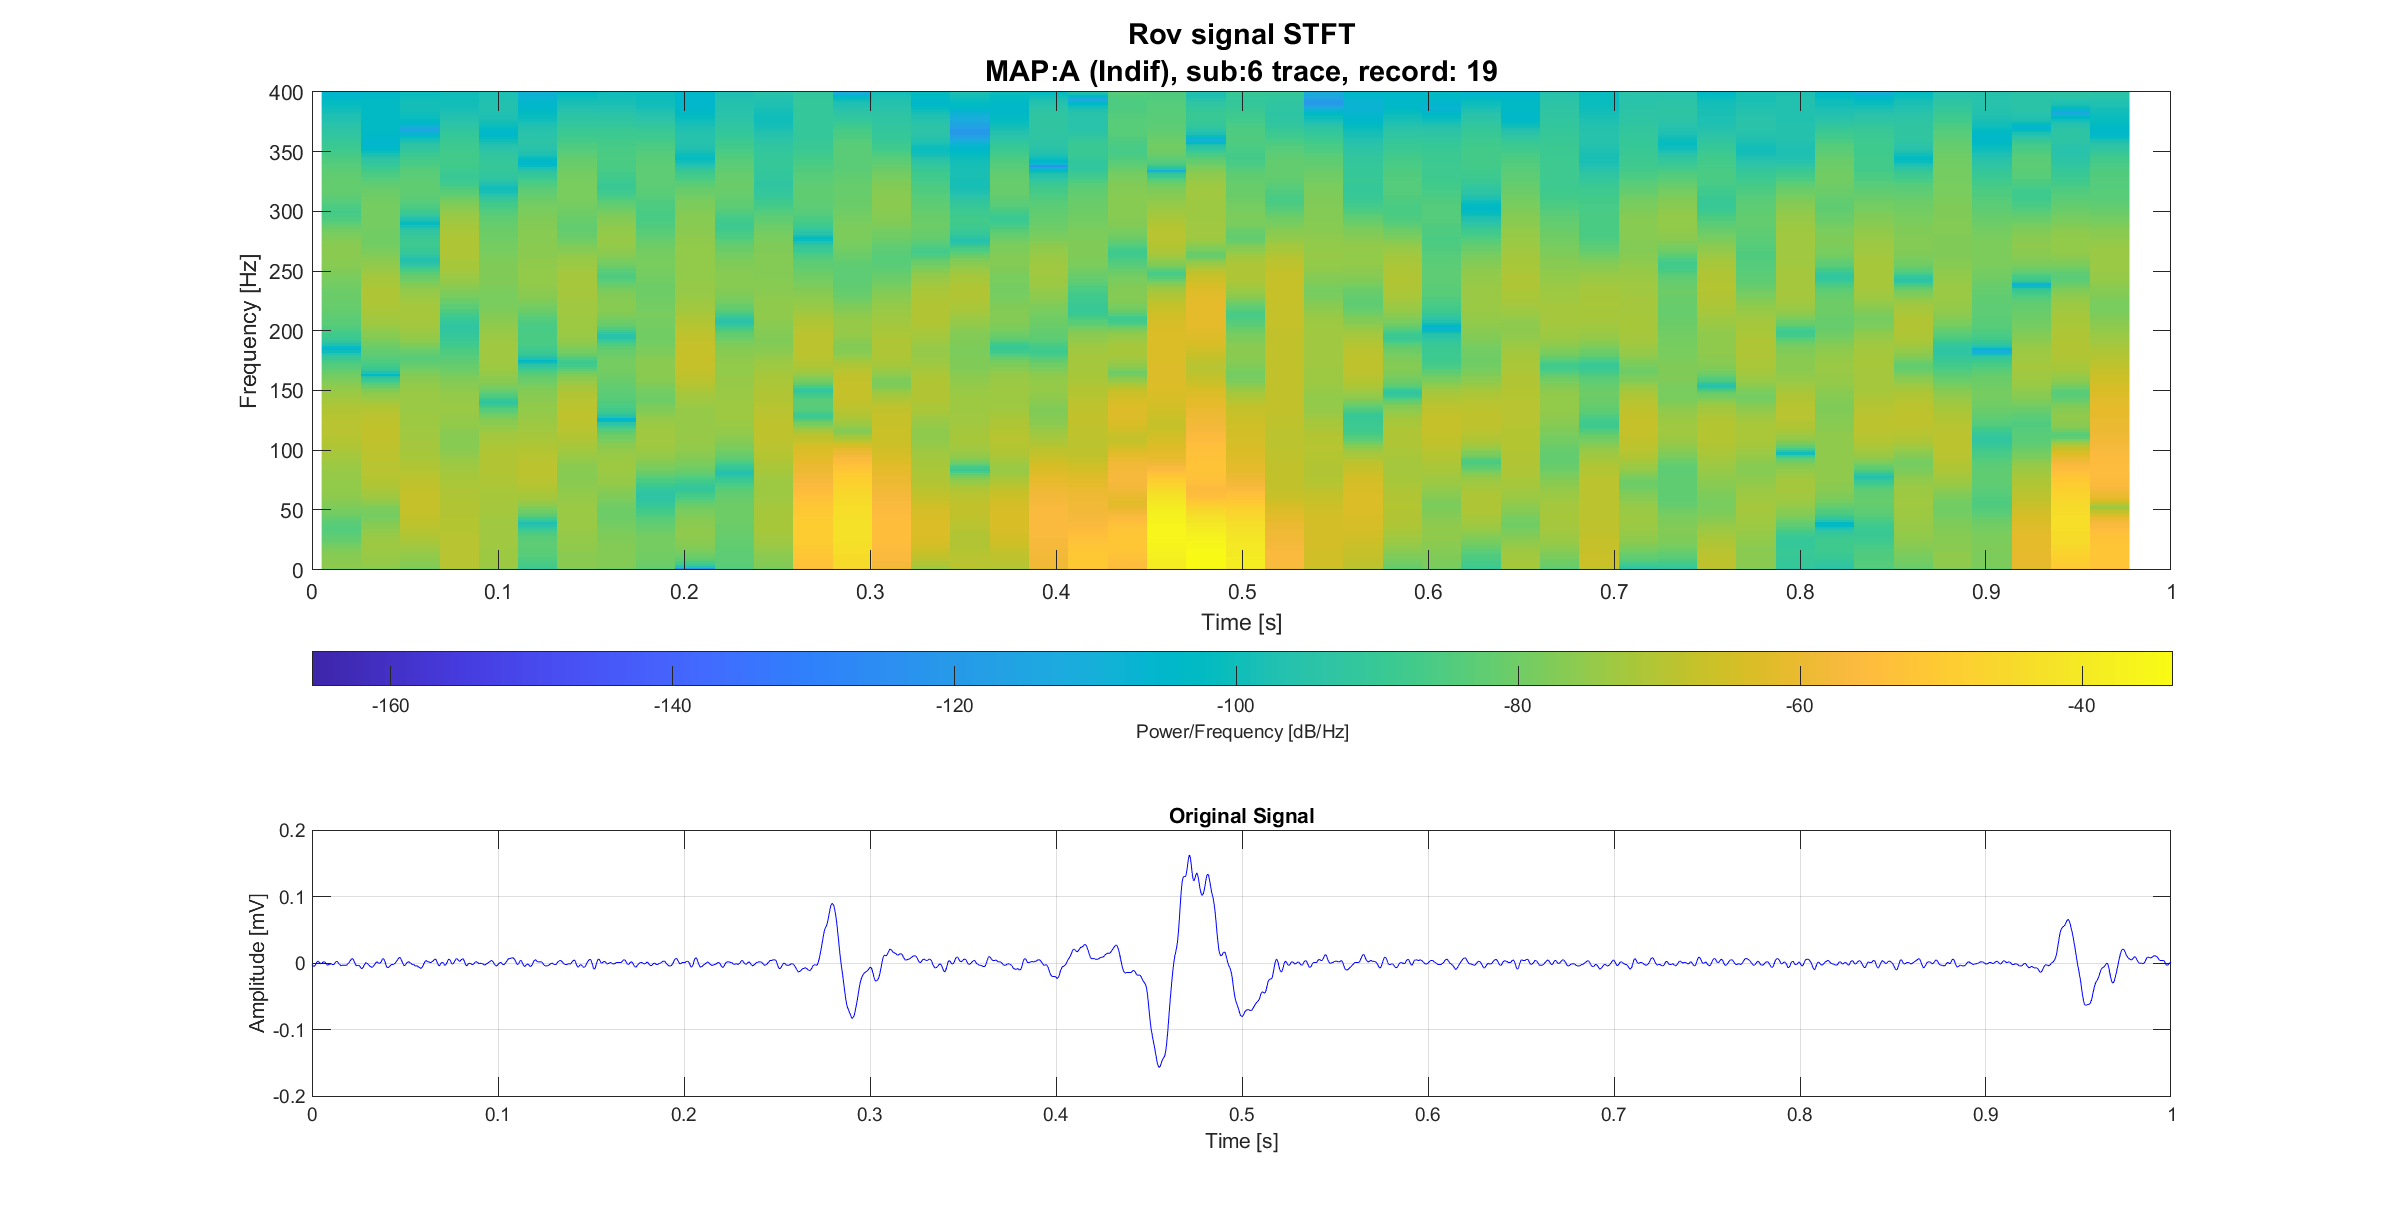 Rov signal STFT
MAP:A (Indif), sub:6 trace, record: 19
400
350
300
250
200
150
100
50
0
Frequency [Hz]
0 0.1 0.2 0.3 0.4 0.5 0.6 0.7 0.8 0.9 1
Time [s]
-160 -140 -120 -100 -80 -60 -40
Power/Frequency [dB/Hz]
Original Signal
0.2
0.1
0
-0.1
-0.2
Amplitude [mV]
0 0.1 0.2 0.3 0.4 0.5 0.6 0.7 0.8 0.9 1
Time [s]